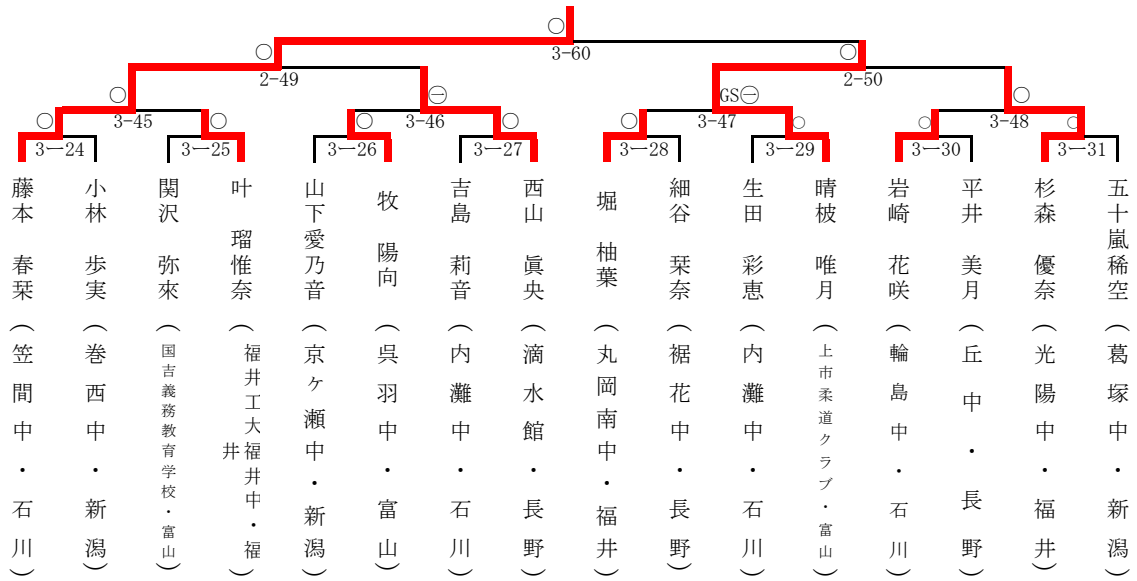 ○
3-60
○ ○
2-49 2-50
○ ㊀ GS㊀ ○
3-45 3-46 3-47 3-48
○ ○ ○ ○ ○ ○ ○ ○
3—24 3—25 3—26 3—27 3—28 3—29 3—30 3—31
藤本 春栞（笠間中・石川）
小林 歩実（巻西中・新潟）
関沢 弥來（国吉義務教育学校・富山）
叶 瑠惟奈（福井工大福井中・福井）
山下愛乃音（京ヶ瀬中・新潟）
牧 陽向（呉羽中・富山）
吉島 莉音（内灘中・石川）
西山 眞央（滴水館・長野）
堀 柚葉（丸岡南中・福井）
細谷 栞奈（裾花中・長野）
生田 彩恵（内灘中・石川）
晴柀 唯月（上市柔道クラブ・富山）
岩崎 花咲（輪島中・石川）
平井 美月（丘中・長野）
杉森 優奈（光陽中・福井）
五十嵐稀空（葛塚中・新潟）